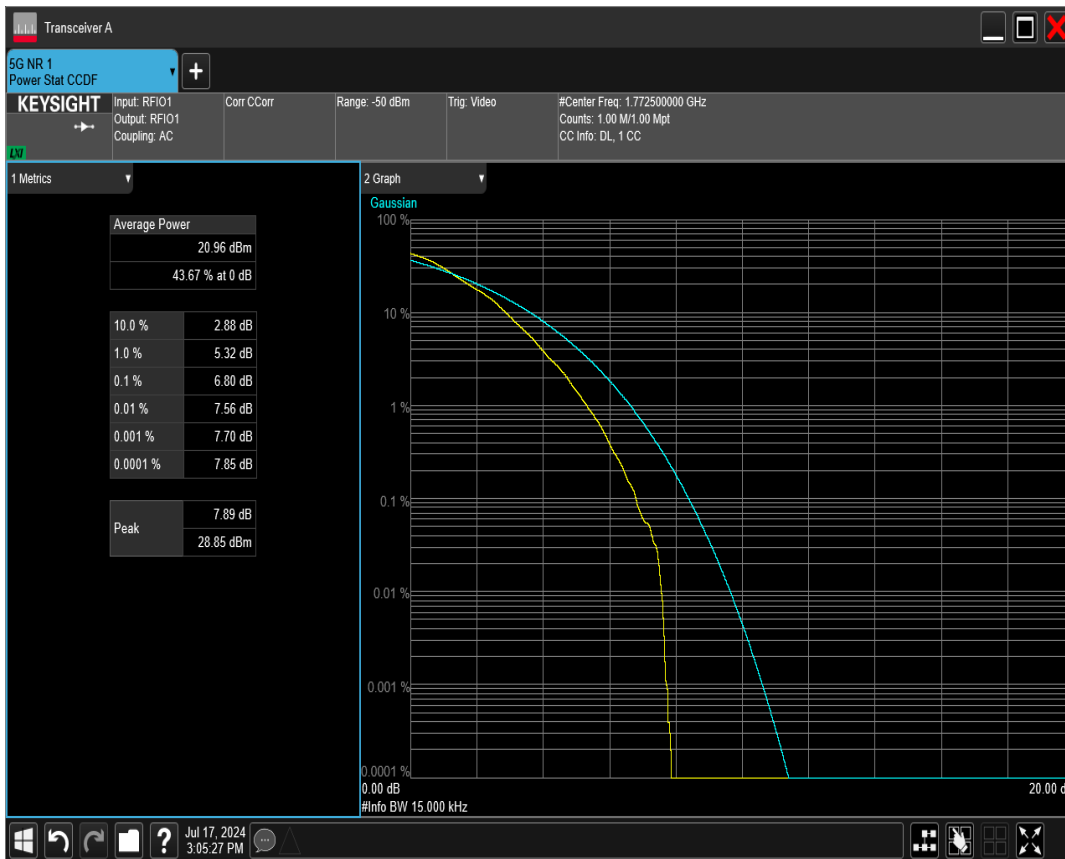 Transceiver A
5G NR 1
Power Stat CCDF
KEYSIGHT
LXI
Input: RFIO1
Output: RFIO1
Coupling: AC
Corr CCorr
Range: -50 dBm
Trig: Video
#Center Freq: 1.772500000 GHz
Counts: 1.00 M/1.00 Mpt
CC Info: DL, 1 CC
1 Metrics
Average Power
20.96 dBm
43.67 % at 0 dB
10.0 % 2.88 dB
1.0 % 5.32 dB
0.1 % 6.80 dB
0.01 % 7.56 dB
0.001 % 7.70 dB
0.0001 % 7.85 dB
Peak
7.89 dB
28.85 dBm
2 Graph
Gaussian
100 %
10 %
1 %
0.1 %
0.01 %
0.001 %
0.0001 %
0.00 dB
20.00 d
#Info BW 15.000 kHz
Jul 17, 2024
3:05:27 PM